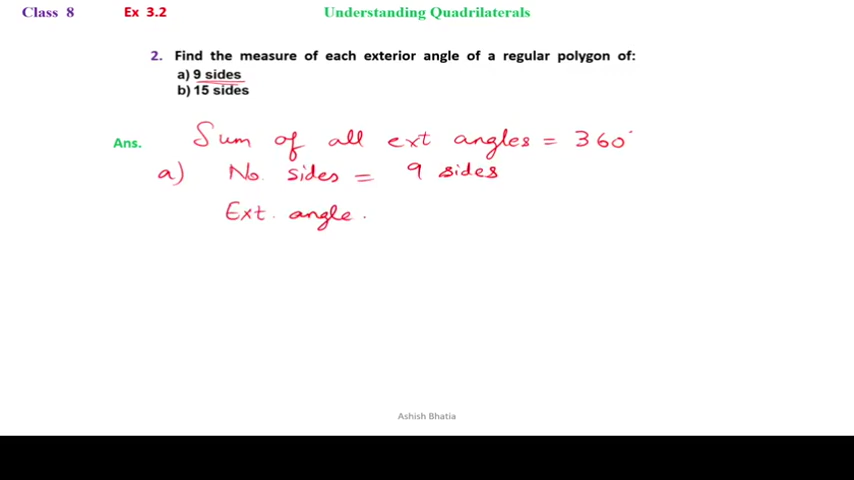 Class 8 Ex 3.2 Understanding Quadrilaterals
2. Find the measure of each exterior angle of a regular polygon of:
a) 9 sides
b) 15 sides
Ans. Sum of all ext angles = 360°
a) No. sides = 9 sides
Ext. angle.
Ashish Bhatia